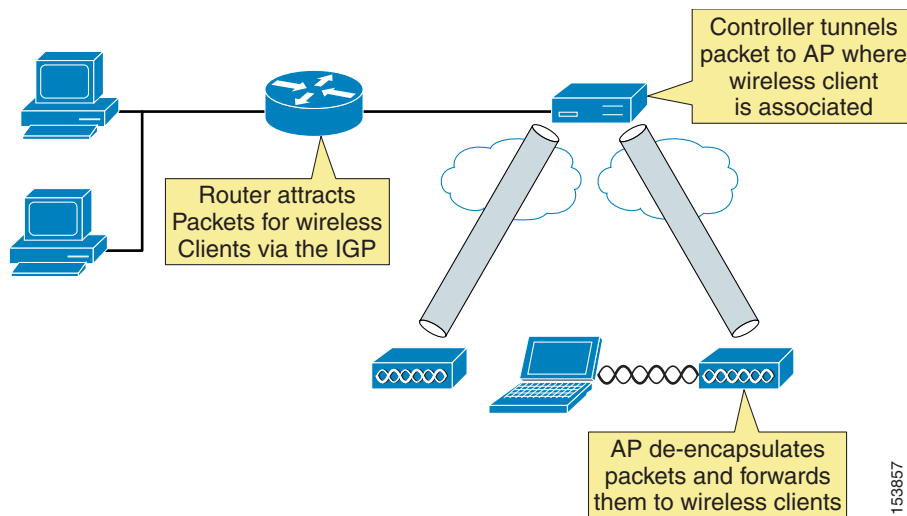 Controller tunnels
packet to AP where
wireless client
is associated
Router attracts
Packets for wireless
Clients via the IGP
AP de-encapsulates
packets and forwards
them to wireless clients
153857